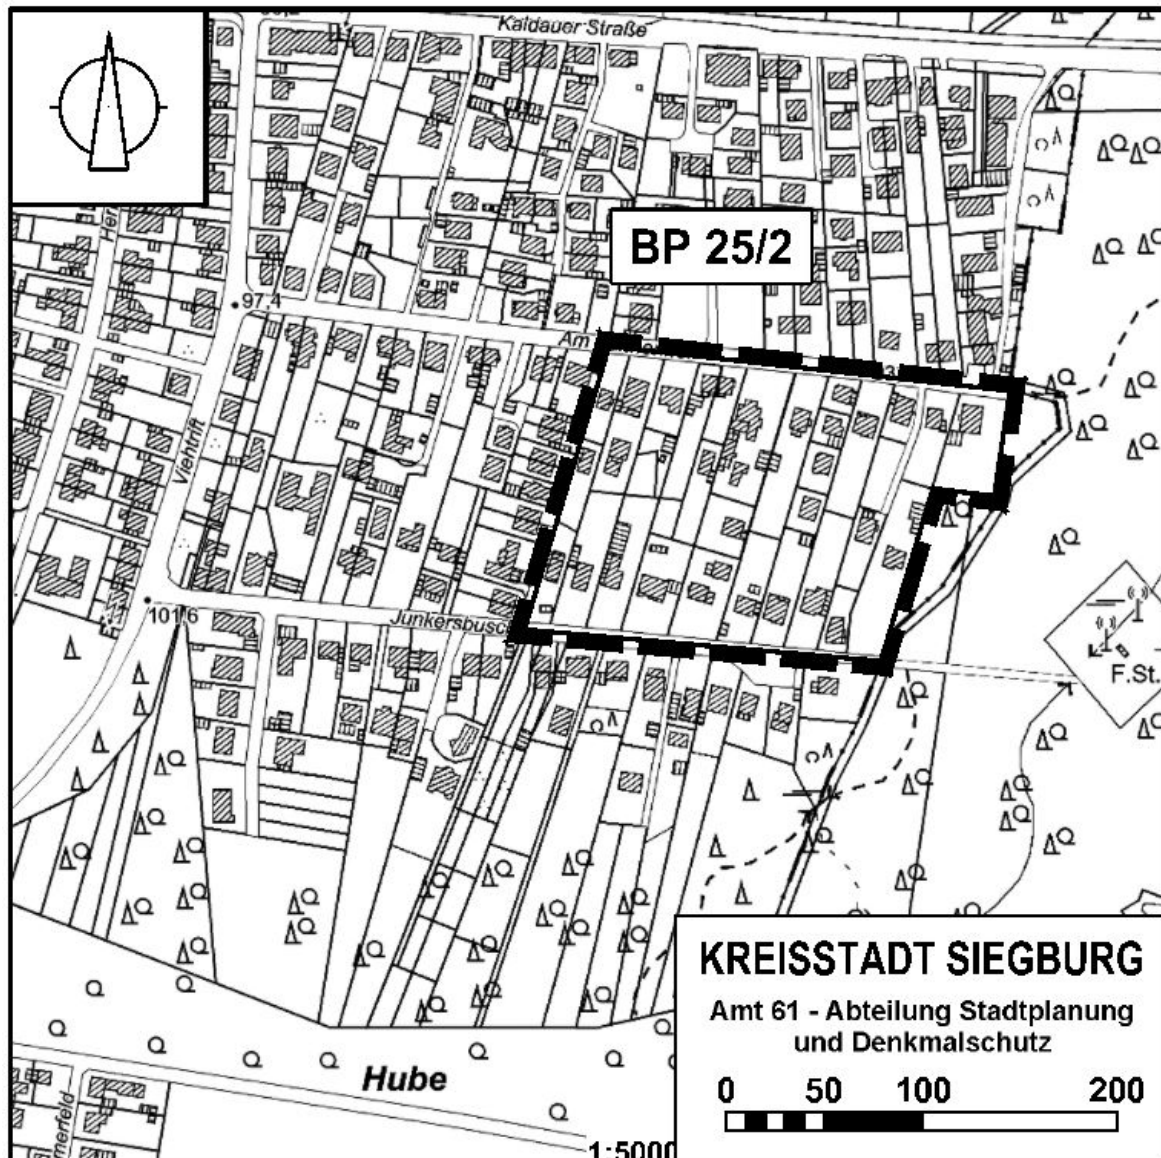 Kaldauer Straße
BP 25/2
97,4
Am
Viehtrift
101,6
Junkersbusc
F.St.
KREISSTADT SIEGBURG
Amt 61 - Abteilung Stadtplanung
und Denkmalschutz
0 50 100 200
Hube
1:5000